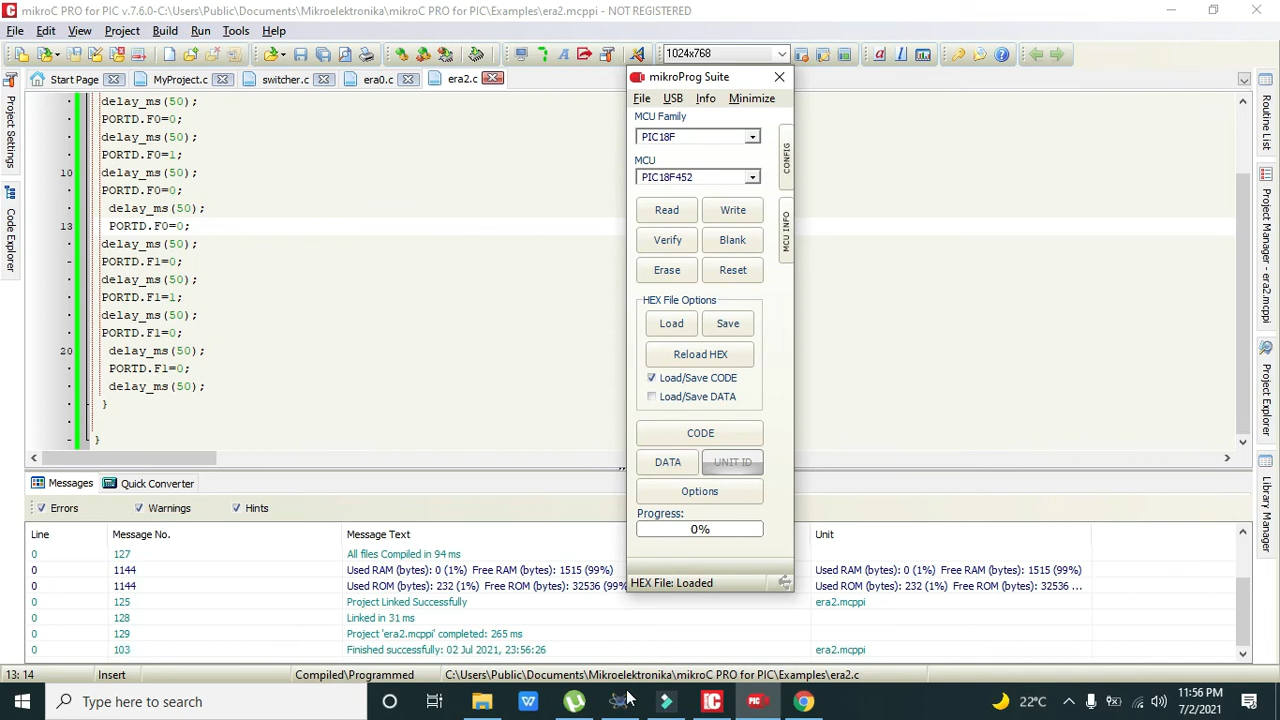 mikroC PRO for PIC v.7.6.0-C:\Users\Public\Documents\Mikroelektronika\mikroC PRO for PIC\Examples\era2.mcppi - NOT REGISTERED
File Edit View Project Build Run Tools Help
1024x768
Start Page MyProject.c switcher.c era0.c era2.c
Project Settings
Code Explorer
delay_ms(50);
PORTD.F0=0;
delay_ms(50);
PORTD.F0=1;
10 delay_ms(50);
PORTD.F0=0;
delay_ms(50);
13 PORTD.F0=0;
delay_ms(50);
PORTD.F1=0;
delay_ms(50);
PORTD.F1=1;
delay_ms(50);
PORTD.F1=0;
20 delay_ms(50);
PORTD.F1=0;
delay_ms(50);
}
}
mikroProg Suite
File USB Info Minimize
MCU Family
PIC18F
MCU
PIC18F452
CONFIG
MCU INFO
Read Write
Verify Blank
Erase Reset
HEX File Options
Load Save
Reload HEX
Load/Save CODE
Load/Save DATA
CODE
DATA UNIT ID
Options
Progress:
0%
HEX File: Loaded
Routine List
Project Manager - era2.mcppi
Project Explorer
Library Manager
Messages Quick Converter
Errors Warnings Hints
Line Message No. Message Text Unit
0 127 All files Compiled in 94 ms
0 1144 Used RAM (bytes): 0 (1%) Free RAM (bytes): 1515 (99%) Used RAM (bytes): 0 (1%) Free RAM (bytes): 1515 (99%)
0 1144 Used ROM (bytes): 232 (1%) Free ROM (bytes): 32536 (99% Used ROM (bytes): 232 (1%) Free ROM (bytes): 32536 ...
0 125 Project Linked Successfully era2.mcppi
0 128 Linked in 31 ms
0 129 Project 'era2.mcppi' completed: 265 ms
0 103 Finished successfully: 02 Jul 2021, 23:56:26 era2.mcppi
13: 14 Insert Compiled\Programmed C:\Users\Public\Documents\Mikroelektronika\mikroC PRO for PIC\Examples\era2.c
Type here to search
22°C
11:56 PM
7/2/2021